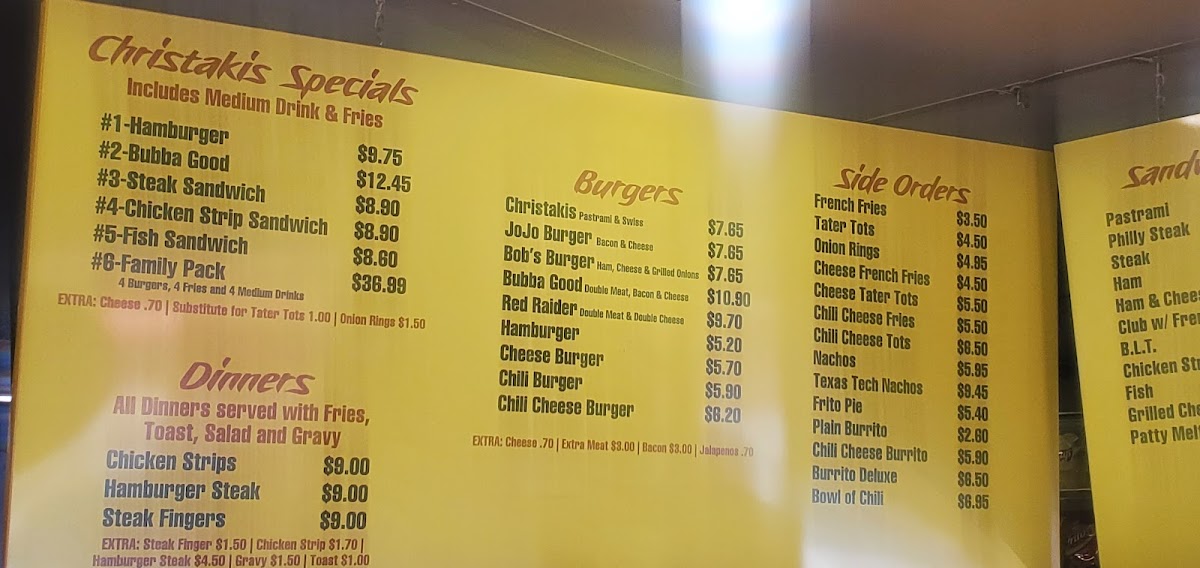 Christakis Specials
Includes Medium Drink & Fries
#1-Hamburger $9.75
#2-Bubba Good $12.45
#3-Steak Sandwich $8.90
#4-Chicken Strip Sandwich $8.90
#5-Fish Sandwich $8.60
#6-Family Pack $36.99
4 Burgers, 4 Fries and 4 Medium Drinks
EXTRA: Cheese .70 | Substitute for Tater Tots 1.00 | Onion Rings $1.50
Dinners
All Dinners served with Fries,
Toast, Salad and Gravy
Chicken Strips $9.00
Hamburger Steak $9.00
Steak Fingers $9.00
EXTRA: Steak Finger $1.50 | Chicken Strip $1.70 |
Hamburger Steak $4.50 | Gravy $1.50 | Toast $1.00
Burgers
Christakis Pastrami & Swiss $7.65
JoJo Burger Bacon & Cheese $7.65
Bob's Burger Ham, Cheese & Grilled Onions $7.65
Bubba Good Double Meat, Bacon & Cheese $10.90
Red Raider Double Meat & Double Cheese $9.70
Hamburger $5.20
Cheese Burger $5.70
Chili Burger $5.90
Chili Cheese Burger $6.20
EXTRA: Cheese .70 | Extra Meat $3.00 | Bacon $3.00 | Jalapenos .70
Side Orders
French Fries $3.50
Tater Tots $4.50
Onion Rings $4.95
Cheese French Fries $4.50
Cheese Tater Tots $5.50
Chili Cheese Fries $5.50
Chili Cheese Tots $6.50
Nachos $5.95
Texas Tech Nachos $9.45
Frito Pie $5.40
Plain Burrito $2.60
Chili Cheese Burrito $5.90
Burrito Deluxe $6.50
Bowl of Chili $6.95
Sandw
Pastrami
Philly Steak
Steak
Ham
Ham & Chees
Club w/ Fren
B.L.T.
Chicken Str
Fish
Grilled Che
Patty Melt